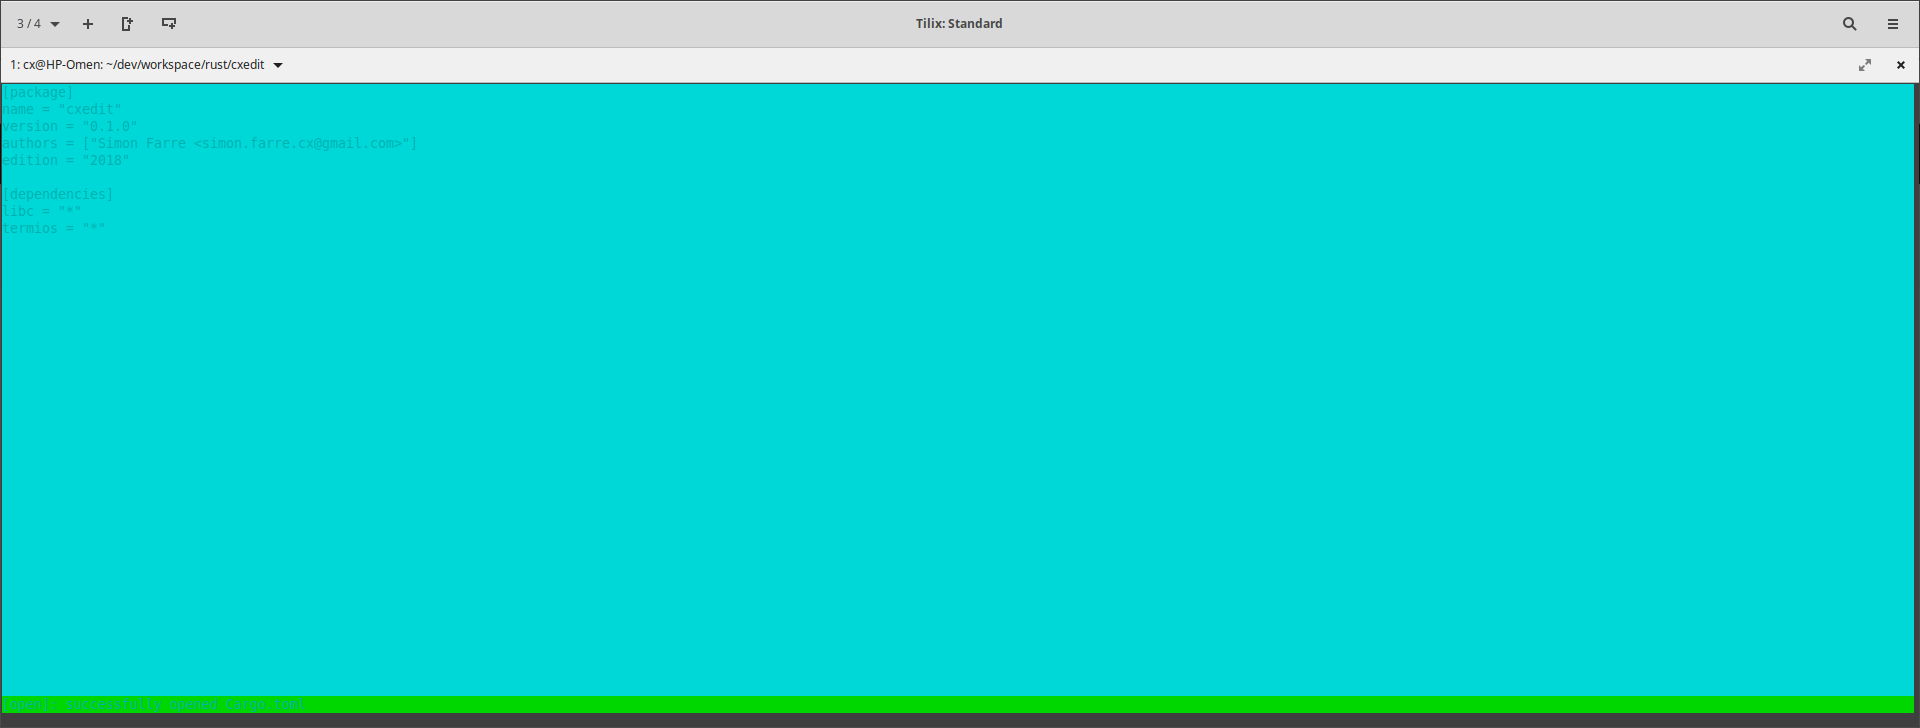 3 / 4
Tilix: Standard
1: cx@HP-Omen: ~/dev/workspace/rust/cxedit
[package]
name = "cxedit"
version = "0.1.0"
authors = ["Simon Farre <simon.farre.cx@gmail.com>"]
edition = "2018"
[dependencies]
libc = "*"
termios = "*"
[open]: successfully opened Cargo.toml